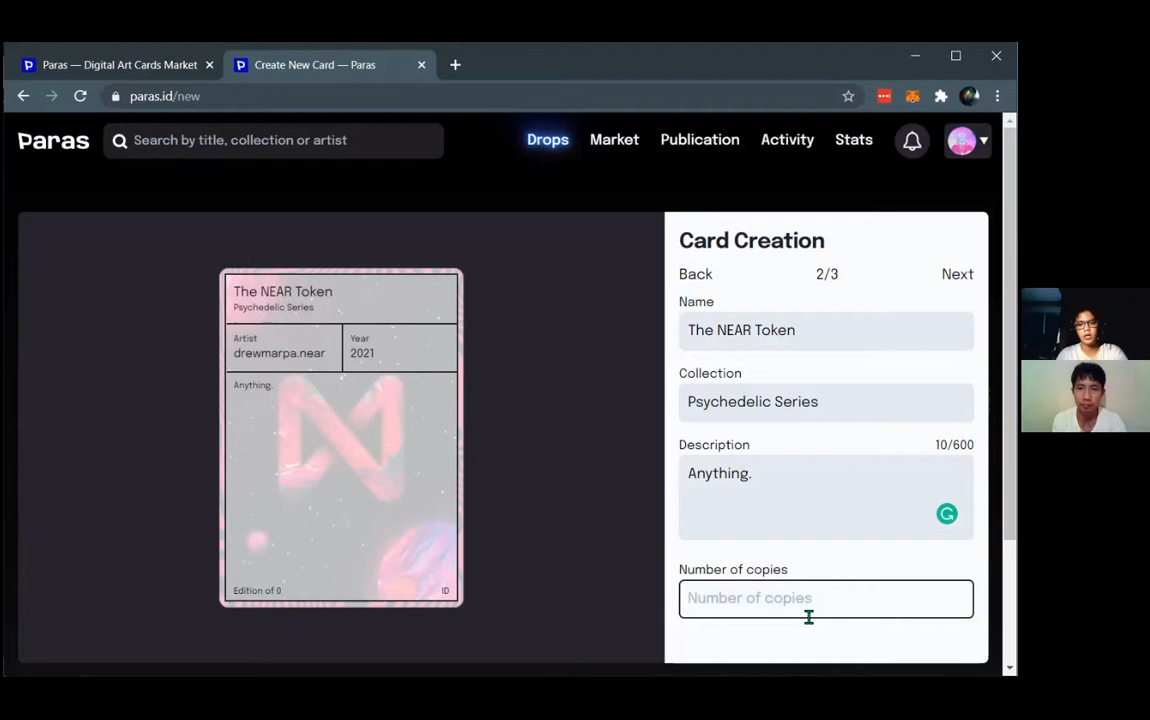 Paras — Digital Art Cards Market
Create New Card — Paras
paras.id/new
Paras
Search by title, collection or artist
Drops
Market
Publication
Activity
Stats
The NEAR Token
Psychedelic Series
Artist
drewmarpa.near
Year
2021
Anything.
Edition of 0
ID
Card Creation
Back
2/3
Next
Name
The NEAR Token
Collection
Psychedelic Series
Description
10/600
Anything.
Number of copies
Number of copies